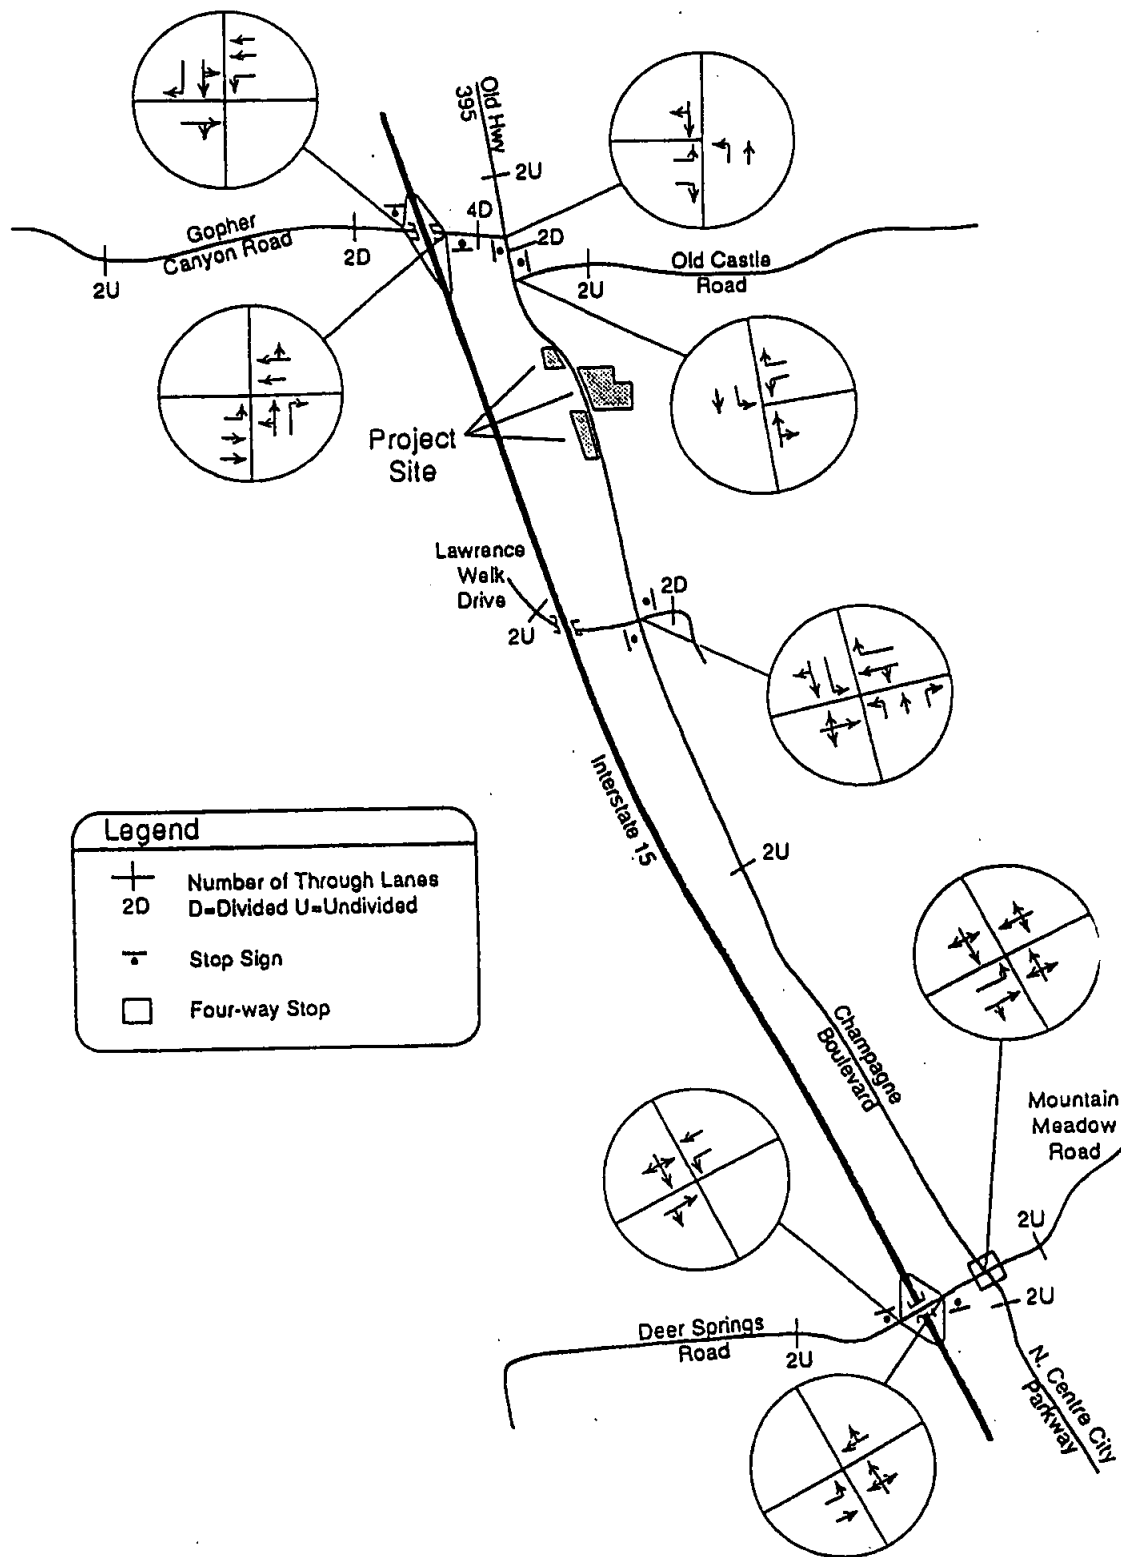 Old Hwy
395
2U
4D
Gopher
Canyon Road
2D
2D
2U
Old Castle
Road
2U
Project
Site
Lawrence
Welk
Drive
2D
2U
Interstate 15
Legend
Number of Through Lanes
2D
D=Divided U=Undivided
Stop Sign
Four-way Stop
2U
Champagne
Boulevard
Mountain
Meadow
Road
2U
2U
Deer Springs
Road
2U
N. Centre City
Parkway